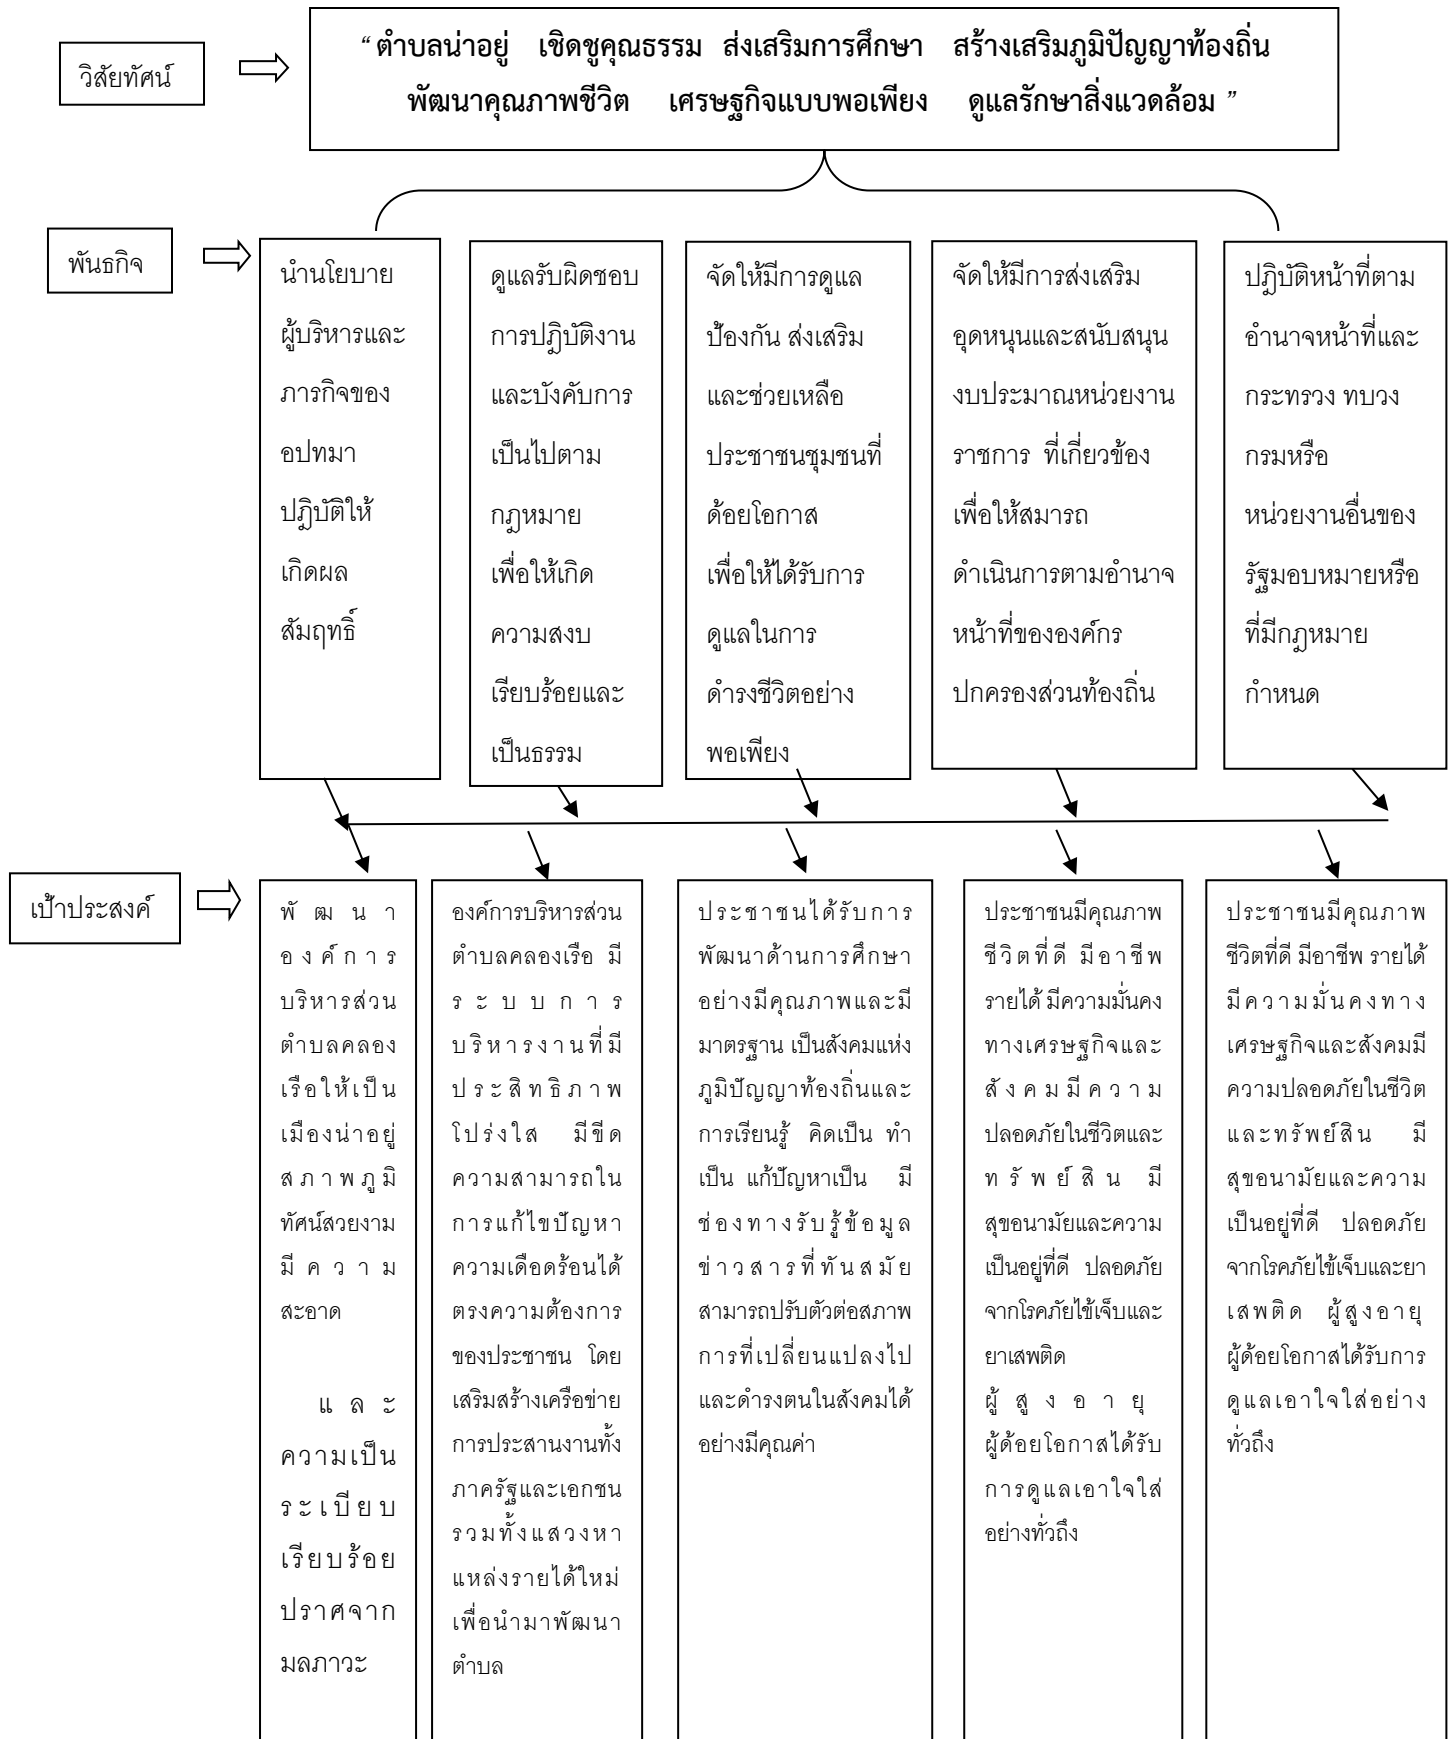 วิสัยทัศน์
“ ตำบลน่าอยู่ เชิดชูคุณธรรม ส่งเสริมการศึกษา สร้างเสริมภูมิปัญญาท้องถิ่น
พัฒนาคุณภาพชีวิต เศรษฐกิจแบบพอเพียง ดูแลรักษาสิ่งแวดล้อม ”
พันธกิจ
นำนโยบาย
ผู้บริหารและ
ภารกิจของ
อปทมา
ปฏิบัติให้
เกิดผล
สัมฤทธิ์
ดูแลรับผิดชอบ
การปฏิบัติงาน
และบังคับการ
เป็นไปตาม
กฎหมาย
เพื่อให้เกิด
ความสงบ
เรียบร้อยและ
เป็นธรรม
จัดให้มีการดูแล
ป้องกัน ส่งเสริม
และช่วยเหลือ
ประชาชนชุมชนที่
ด้อยโอกาส
เพื่อให้ได้รับการ
ดูแลในการ
ดำรงชีวิตอย่าง
พอเพียง
จัดให้มีการส่งเสริม
อุดหนุนและสนับสนุน
งบประมาณหน่วยงาน
ราชการ ที่เกี่ยวข้อง
เพื่อให้สมารถ
ดำเนินการตามอำนาจ
หน้าที่ขององค์กร
ปกครองส่วนท้องถิ่น
ปฏิบัติหน้าที่ตาม
อำนาจหน้าที่และ
กระทรวง ทบวง
กรมหรือ
หน่วยงานอื่นของ
รัฐมอบหมายหรือ
ที่มีกฎหมาย
กำหนด
เป้าประสงค์
พัฒนา
องค์การ
บริหารส่วน
ตำบลคลอง
เรือให้เป็น
เมืองน่าอยู่
สภาพภูมิ
ทัศน์สวยงาม
มีความ
สะอาด
และ
ความเป็น
ระเบียบ
เรียบร้อย
ปราศจาก
มลภาวะ
องค์การบริหารส่วน
ตำบลคลองเรือ มี
ระบบการ
บริหารงานที่มี
ประสิทธิภาพ
โปร่งใส มีขีด
ความสามารถใน
การแก้ไขปัญหา
ความเดือดร้อนได้
ตรงความต้องการ
ของประชาชน โดย
เสริมสร้างเครือข่าย
การประสานงานทั้ง
ภาครัฐและเอกชน
รวมทั้งแสวงหา
แหล่งรายได้ใหม่
เพื่อนำมาพัฒนา
ตำบล
ประชาชนได้รับการ
พัฒนาด้านการศึกษา
อย่างมีคุณภาพและมี
มาตรฐาน เป็นสังคมแห่ง
ภูมิปัญญาท้องถิ่นและ
การเรียนรู้ คิดเป็น ทำ
เป็น แก้ปัญหาเป็น มี
ช่องทางรับรู้ข้อมูล
ข่าวสารที่ทันสมัย
สามารถปรับตัวต่อสภาพ
การที่เปลี่ยนแปลงไป
และดำรงตนในสังคมได้
อย่างมีคุณค่า
ประชาชนมีคุณภาพ
ชีวิตที่ดี มีอาชีพ
รายได้ มีความมั่นคง
ทางเศรษฐกิจและ
สังคมมีความ
ปลอดภัยในชีวิตและ
ทรัพย์สิน มี
สุขอนามัยและความ
เป็นอยู่ที่ดี ปลอดภัย
จากโรคภัยไข้เจ็บและ
ยาเสพติด
ผู้สูงอายุ
ผู้ด้อยโอกาสได้รับ
การดูแลเอาใจใส่
อย่างทั่วถึง
ประชาชนมีคุณภาพ
ชีวิตที่ดี มีอาชีพ รายได้
มีความมั่นคงทาง
เศรษฐกิจและสังคมมี
ความปลอดภัยในชีวิต
และทรัพย์สิน มี
สุขอนามัยและความ
เป็นอยู่ที่ดี ปลอดภัย
จากโรคภัยไข้เจ็บและยา
เสพติด ผู้สูงอายุ
ผู้ด้อยโอกาสได้รับการ
ดูแลเอาใจใส่อย่าง
ทั่วถึง